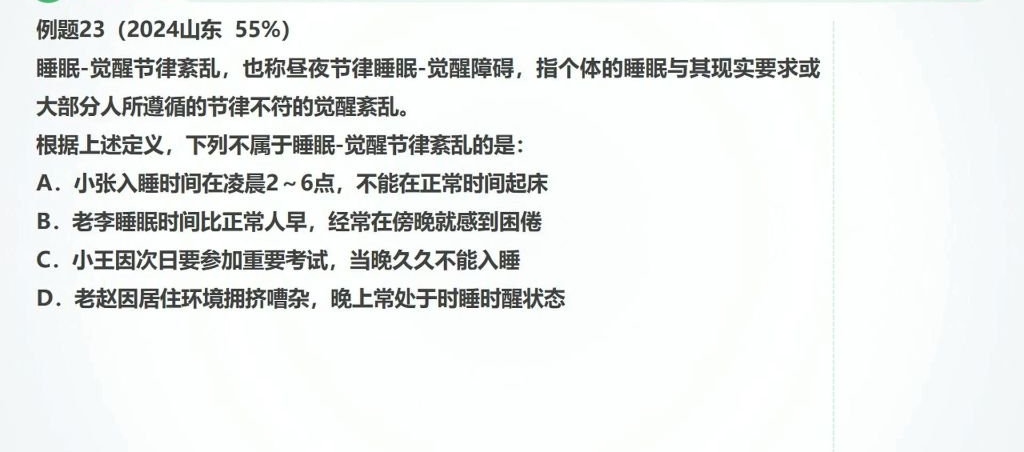 例题23（2024山东 55%）
睡眠-觉醒节律紊乱，也称昼夜节律睡眠-觉醒障碍，指个体的睡眠与其现实要求或
大部分人所遵循的节律不符的觉醒紊乱。
根据上述定义，下列不属于睡眠-觉醒节律紊乱的是：
A．小张入睡时间在凌晨2～6点，不能在正常时间起床
B．老李睡眠时间比正常人早，经常在傍晚就感到困倦
C．小王因次日要参加重要考试，当晚久久不能入睡
D．老赵因居住环境拥挤嘈杂，晚上常处于时睡时醒状态